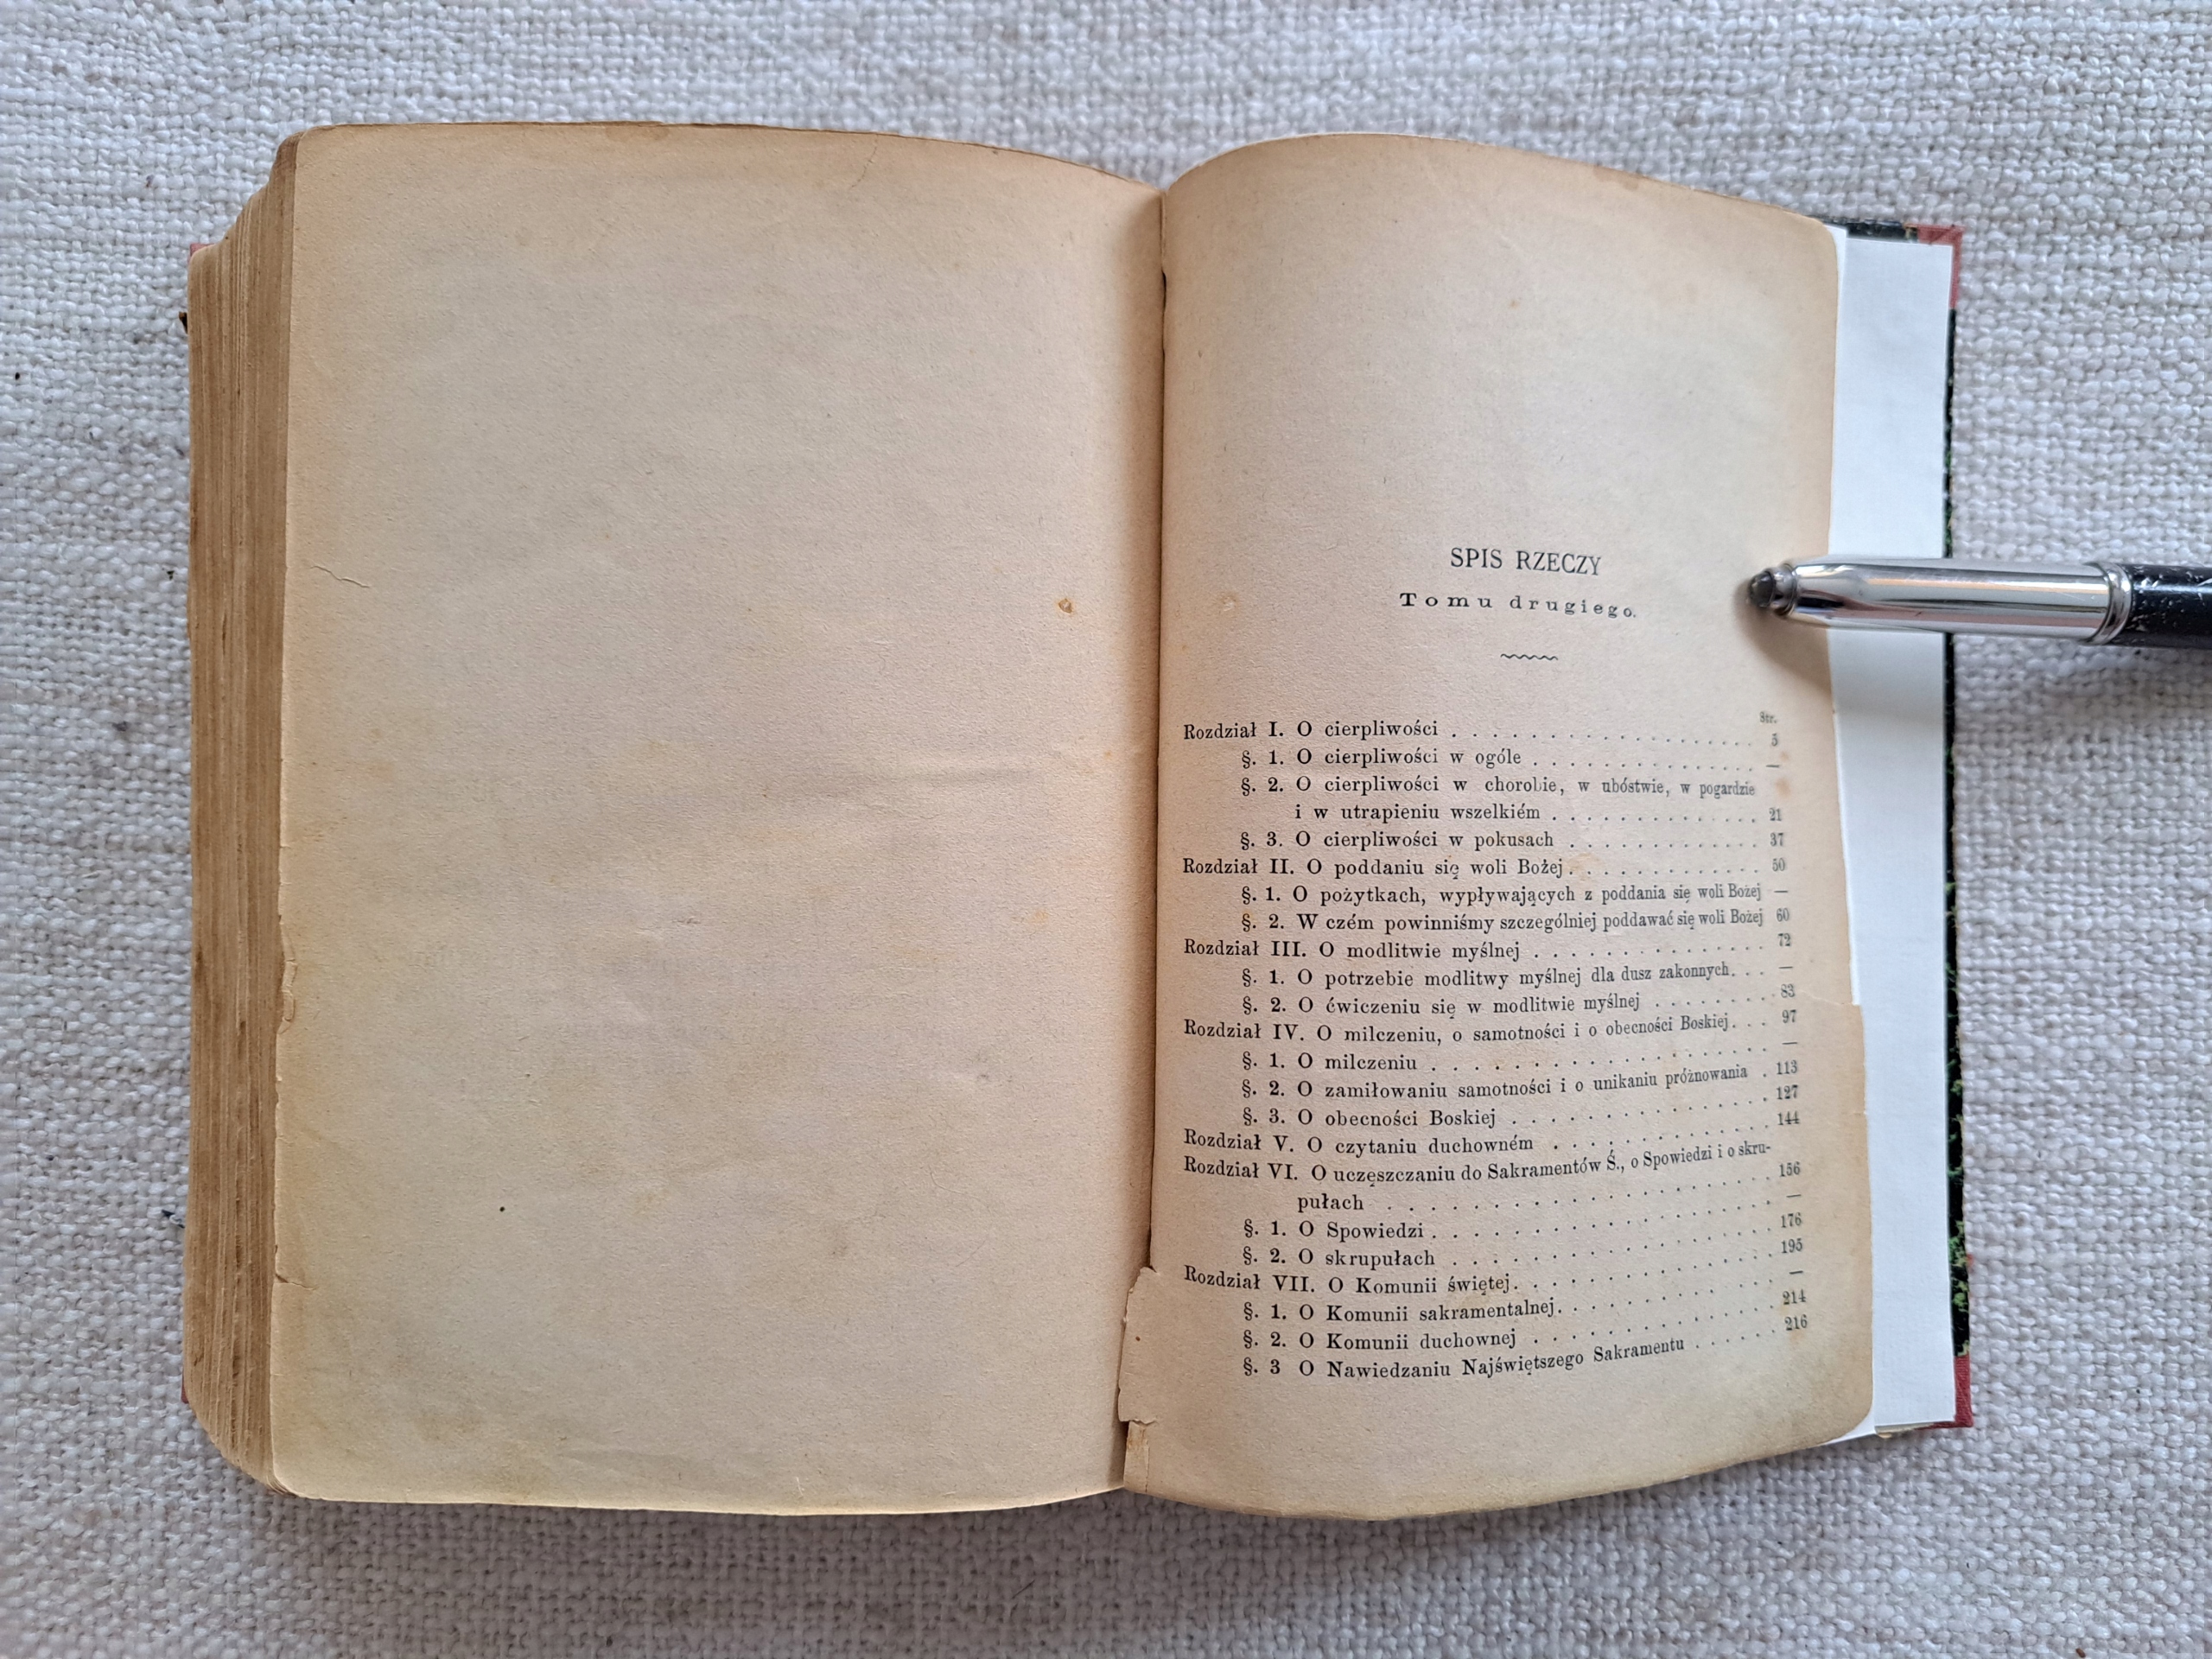 SPIS RZECZY
Tomu drugiego.
Str.
Rozdział I. O cierpliwości . . . . . . . . . . . . . . . . . . . 5
§. 1. O cierpliwości w ogóle . . . . . . . . . . . . . . . —
§. 2. O cierpliwości w chorobie, w ubóstwie, w pogardzie
i w utrapieniu wszelkiém . . . . . . . . . . . . . . 21
§. 3. O cierpliwości w pokusach . . . . . . . . . . . . . 37
Rozdział II. O poddaniu się woli Bożej . . . . . . . . . . . . . 50
§. 1. O pożytkach, wypływających z poddania się woli Bożej —
§. 2. W czém powinniśmy szczególniej poddawać się woli Bożej 60
Rozdział III. O modlitwie myślnej . . . . . . . . . . . . . . . 72
§. 1. O potrzebie modlitwy myślnej dla dusz zakonnych. . . —
§. 2. O ćwiczeniu się w modlitwie myślnej . . . . . . . . . 83
Rozdział IV. O milczeniu, o samotności i o obecności Boskiej. . . 97
§. 1. O milczeniu . . . . . . . . . . . . . . . . . . . . —
§. 2. O zamiłowaniu samotności i o unikaniu próżnowania . 113
§. 3. O obecności Boskiej . . . . . . . . . . . . . . . . 127
Rozdział V. O czytaniu duchowném . . . . . . . . . . . . . . 144
Rozdział VI. O uczęszczaniu do Sakramentów Ś., o Spowiedzi i o skru-
pułach . . . . . . . . . . . . . . . . . . . . . . 156
§. 1. O Spowiedzi . . . . . . . . . . . . . . . . . . . . —
§. 2. O skrupułach . . . . . . . . . . . . . . . . . . . 176
Rozdział VII. O Komunii świętej. . . . . . . . . . . . . . . . 195
§. 1. O Komunii sakramentalnej. . . . . . . . . . . . . . —
§. 2. O Komunii duchownej . . . . . . . . . . . . . . . 214
§. 3 O Nawiedzaniu Najświętszego Sakramentu . . . . . . 216